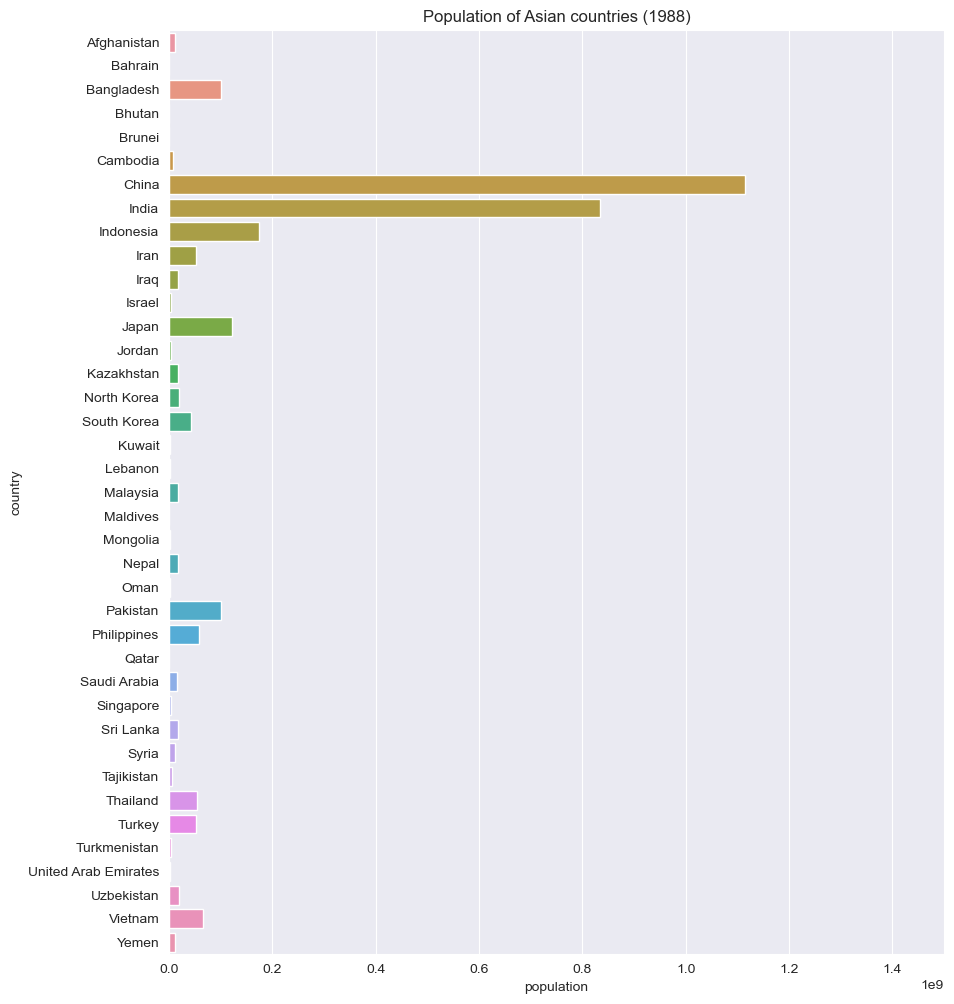 Population of Asian countries (1988)
country
Afghanistan
Bahrain
Bangladesh
Bhutan
Brunei
Cambodia
China
India
Indonesia
Iran
Iraq
Israel
Japan
Jordan
Kazakhstan
North Korea
South Korea
Kuwait
Lebanon
Malaysia
Maldives
Mongolia
Nepal
Oman
Pakistan
Philippines
Qatar
Saudi Arabia
Singapore
Sri Lanka
Syria
Tajikistan
Thailand
Turkey
Turkmenistan
United Arab Emirates
Uzbekistan
Vietnam
Yemen
0.0 0.2 0.4 0.6 0.8 1.0 1.2 1.4
1e9
population